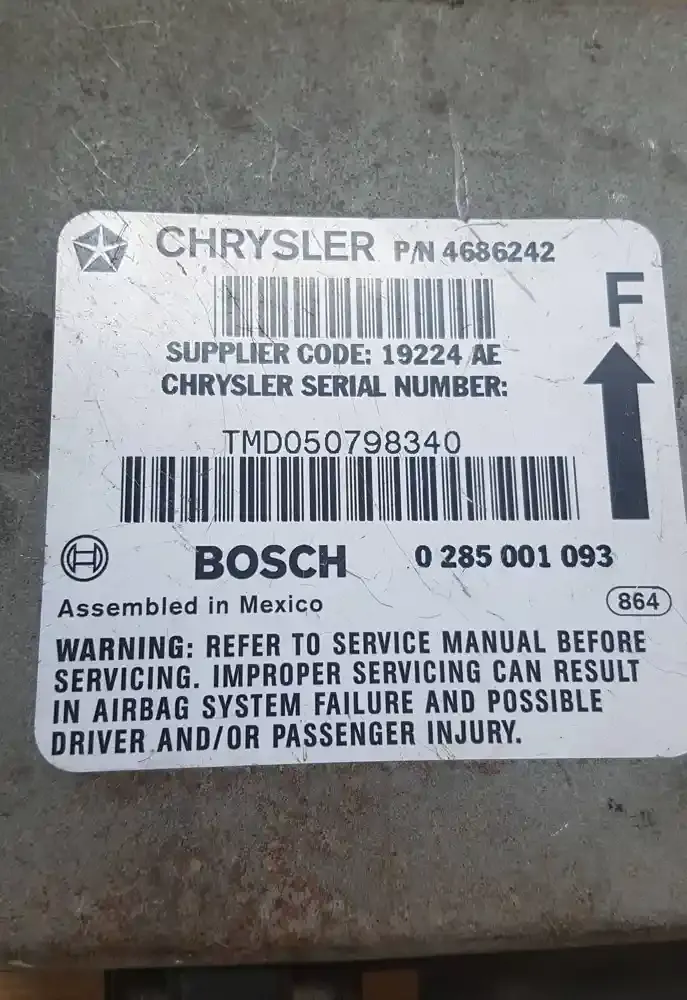 CHRYSLER P/N 4686242
F
SUPPLIER CODE: 19224 AE
CHRYSLER SERIAL NUMBER:
TMD050798340
BOSCH 0 285 001 093
Assembled in Mexico 864
WARNING: REFER TO SERVICE MANUAL BEFORE
SERVICING. IMPROPER SERVICING CAN RESULT
IN AIRBAG SYSTEM FAILURE AND POSSIBLE
DRIVER AND/OR PASSENGER INJURY.